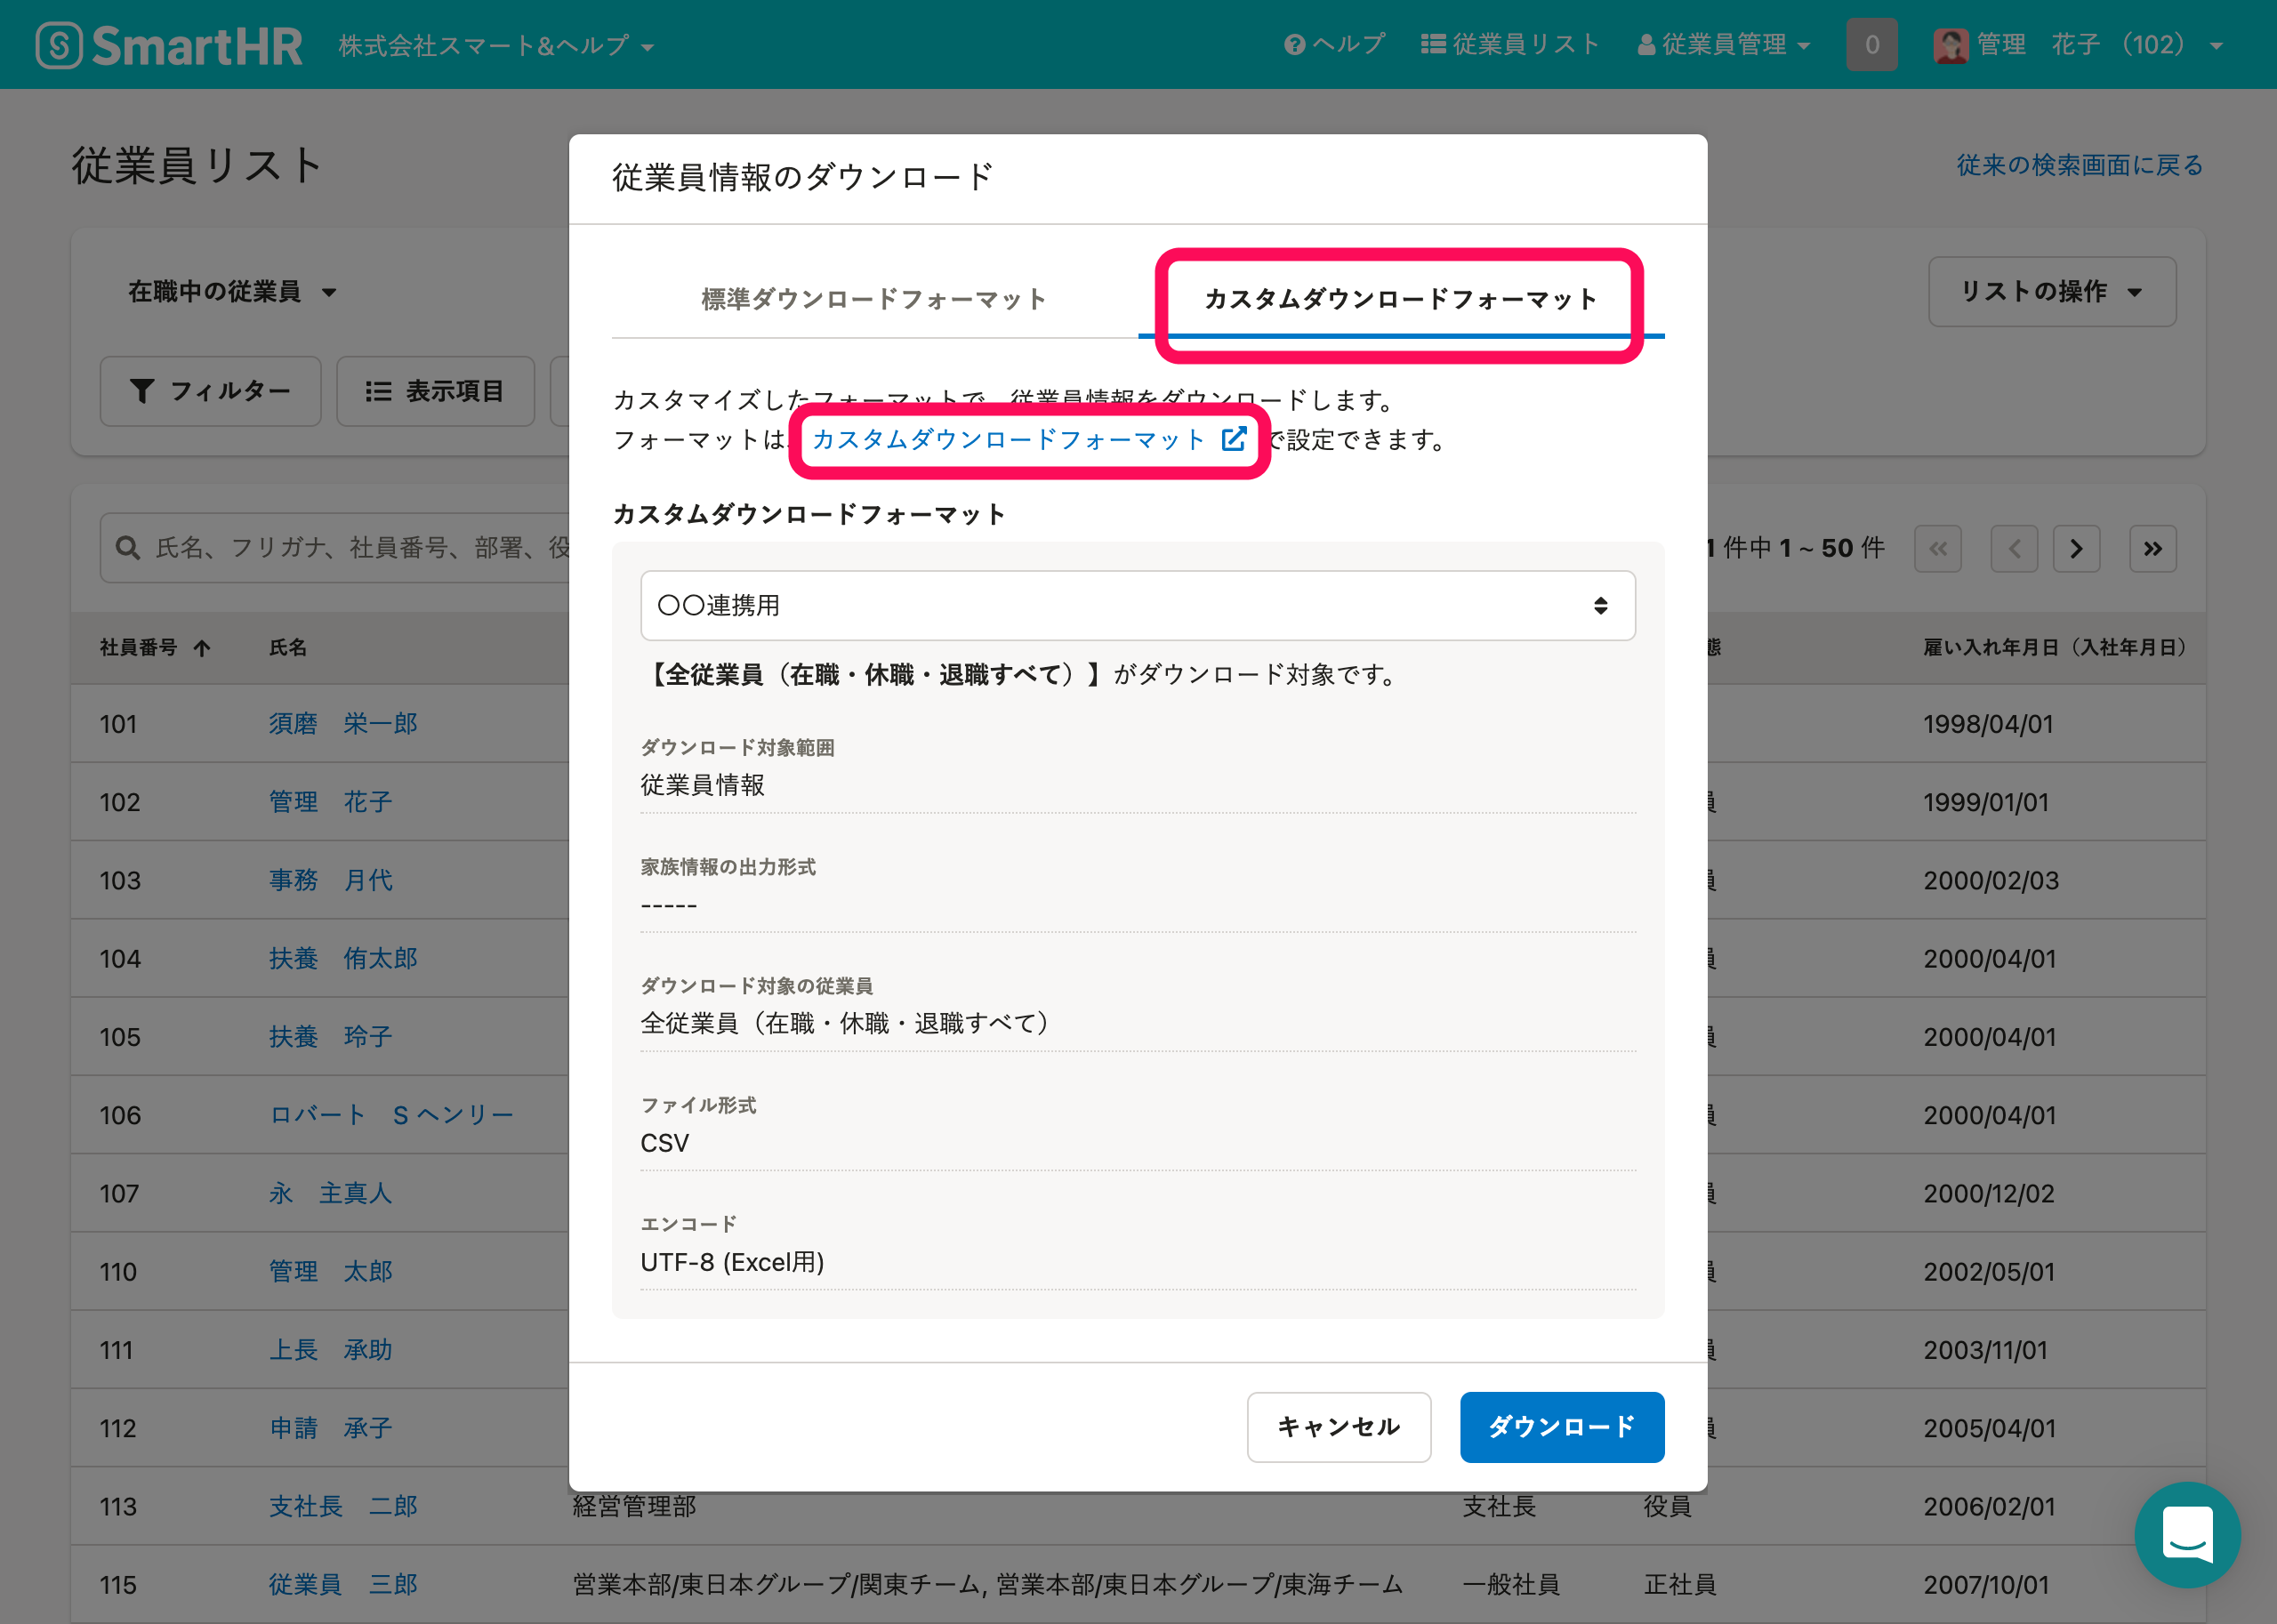 SmartHR 株式会社スマート&ヘルプ ヘルプ 従業員リスト 従業員管理 0 管理 花子 (102)
従業員リスト
従来の検索画面に戻る
在職中の従業員
リストの操作
フィルター 表示項目
氏名、フリガナ、社員番号、部署、役
件中 1 ~ 50 件
社員番号 氏名 雇い入れ年月日（入社年月日）
101 須磨 栄一郎 1998/04/01
102 管理 花子 1999/01/01
103 事務 月代 2000/02/03
104 扶養 侑太郎 2000/04/01
105 扶養 玲子 2000/04/01
106 ロバート S ヘンリー 2000/04/01
107 永 主真人 2000/12/02
110 管理 太郎 2002/05/01
111 上長 承助 2003/11/01
112 申請 承子 2005/04/01
113 支社長 二郎 経営管理部 支社長 役員 2006/02/01
115 従業員 三郎 営業本部/東日本グループ/関東チーム, 営業本部/東日本グループ/東海チーム 一般社員 正社員 2007/10/01
従業員情報のダウンロード
標準ダウンロードフォーマット カスタムダウンロードフォーマット
カスタマイズしたフォーマットで、従業員情報をダウンロードします。
フォーマットは、カスタムダウンロードフォーマット で設定できます。
カスタムダウンロードフォーマット
〇〇連携用
【全従業員（在職・休職・退職すべて）】がダウンロード対象です。
ダウンロード対象範囲
従業員情報
家族情報の出力形式
-----
ダウンロード対象の従業員
全従業員（在職・休職・退職すべて）
ファイル形式
CSV
エンコード
UTF-8 (Excel用)
キャンセル ダウンロード